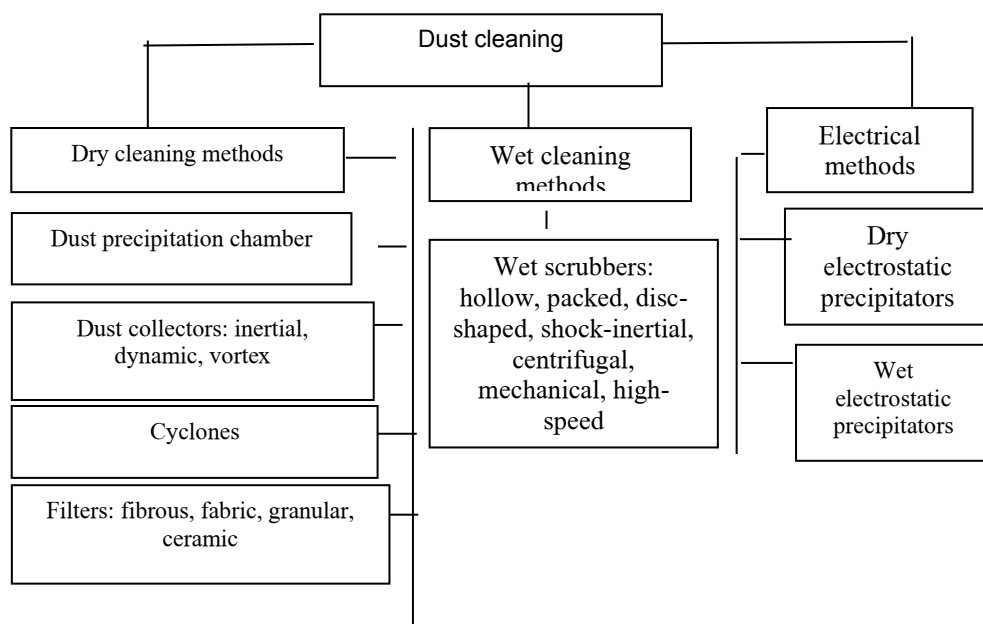 Dust cleaning
Dry cleaning methods
Dust precipitation chamber
Dust collectors: inertial,
dynamic, vortex
Cyclones
Filters: fibrous, fabric, granular,
ceramic
Wet cleaning
methods
Wet scrubbers:
hollow, packed, disc-
shaped, shock-inertial,
centrifugal,
mechanical, high-
speed
Electrical
methods
Dry
electrostatic
precipitators
Wet
electrostatic
precipitators